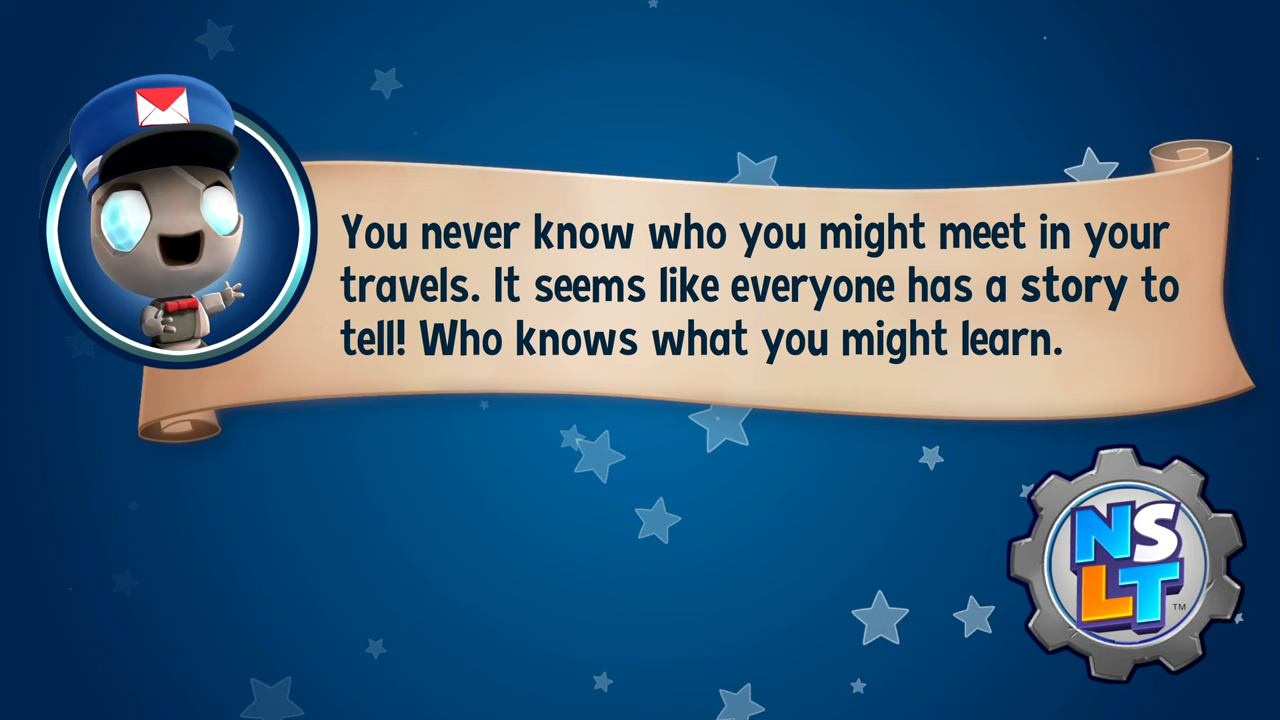 You never know who you might meet in your
travels. It seems like everyone has a story to
tell! Who knows what you might learn.
NS
LT
TM